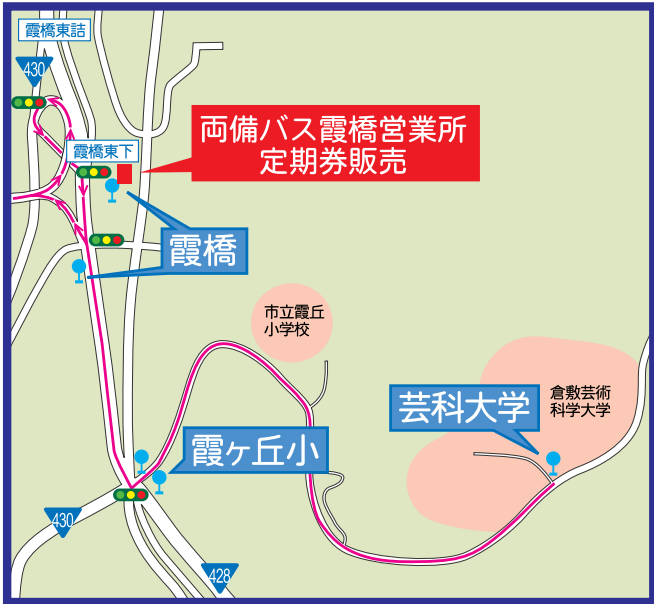 霞橋東詰
430
霞橋東下
両備バス霞橋営業所
定期券販売
霞橋
市立霞丘
小学校
芸科大学
倉敷芸術
科学大学
霞ヶ丘小
430
428